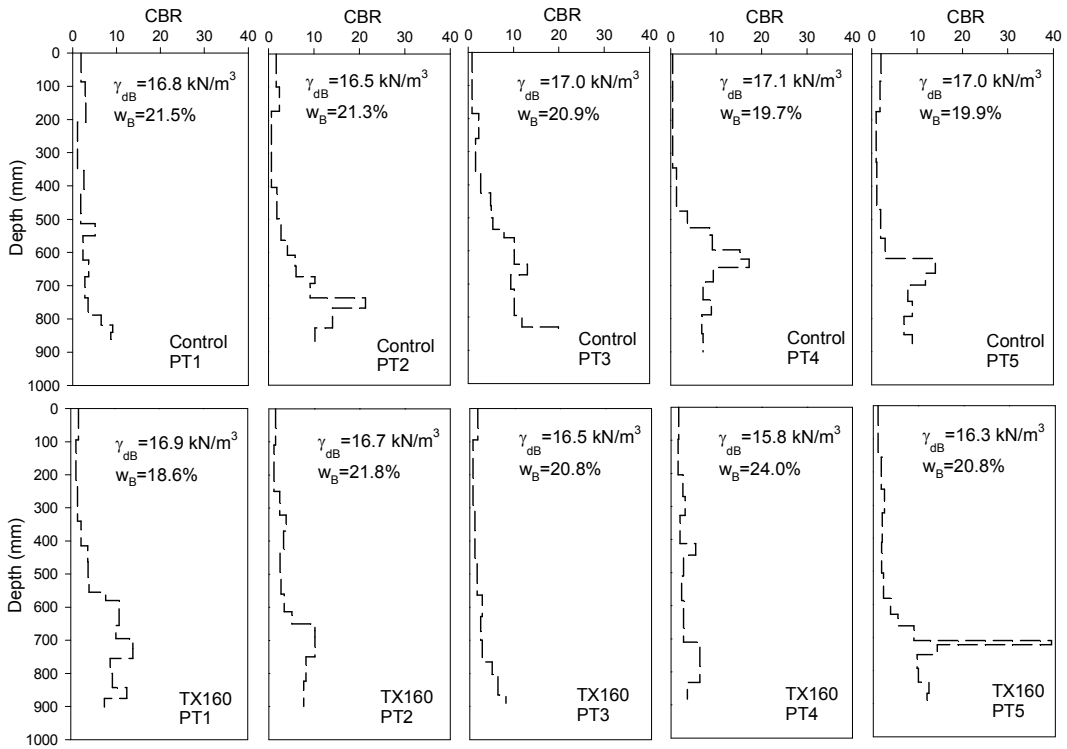 CBR CBR CBR CBR CBR
0 10 20 30 40 0 10 20 30 40 0 10 20 30 40 0 10 20 30 40 0 10 20 30 40
0
100
200
300
400
500
600
700
800
900
1000
Depth (mm)
γdB=16.8 kN/m³
wB=21.5%
Control
PT1
γdB=16.5 kN/m³
wB=21.3%
Control
PT2
γdB=17.0 kN/m³
wB=20.9%
Control
PT3
γdB=17.1 kN/m³
wB=19.7%
Control
PT4
γdB=17.0 kN/m³
wB=19.9%
Control
PT5
0
100
200
300
400
500
600
700
800
900
1000
Depth (mm)
γdB=16.9 kN/m³
wB=18.6%
TX160
PT1
γdB=16.7 kN/m³
wB=21.8%
TX160
PT2
γdB=16.5 kN/m³
wB=20.8%
TX160
PT3
γdB=15.8 kN/m³
wB=24.0%
TX160
PT4
γdB=16.3 kN/m³
wB=20.8%
TX160
PT5